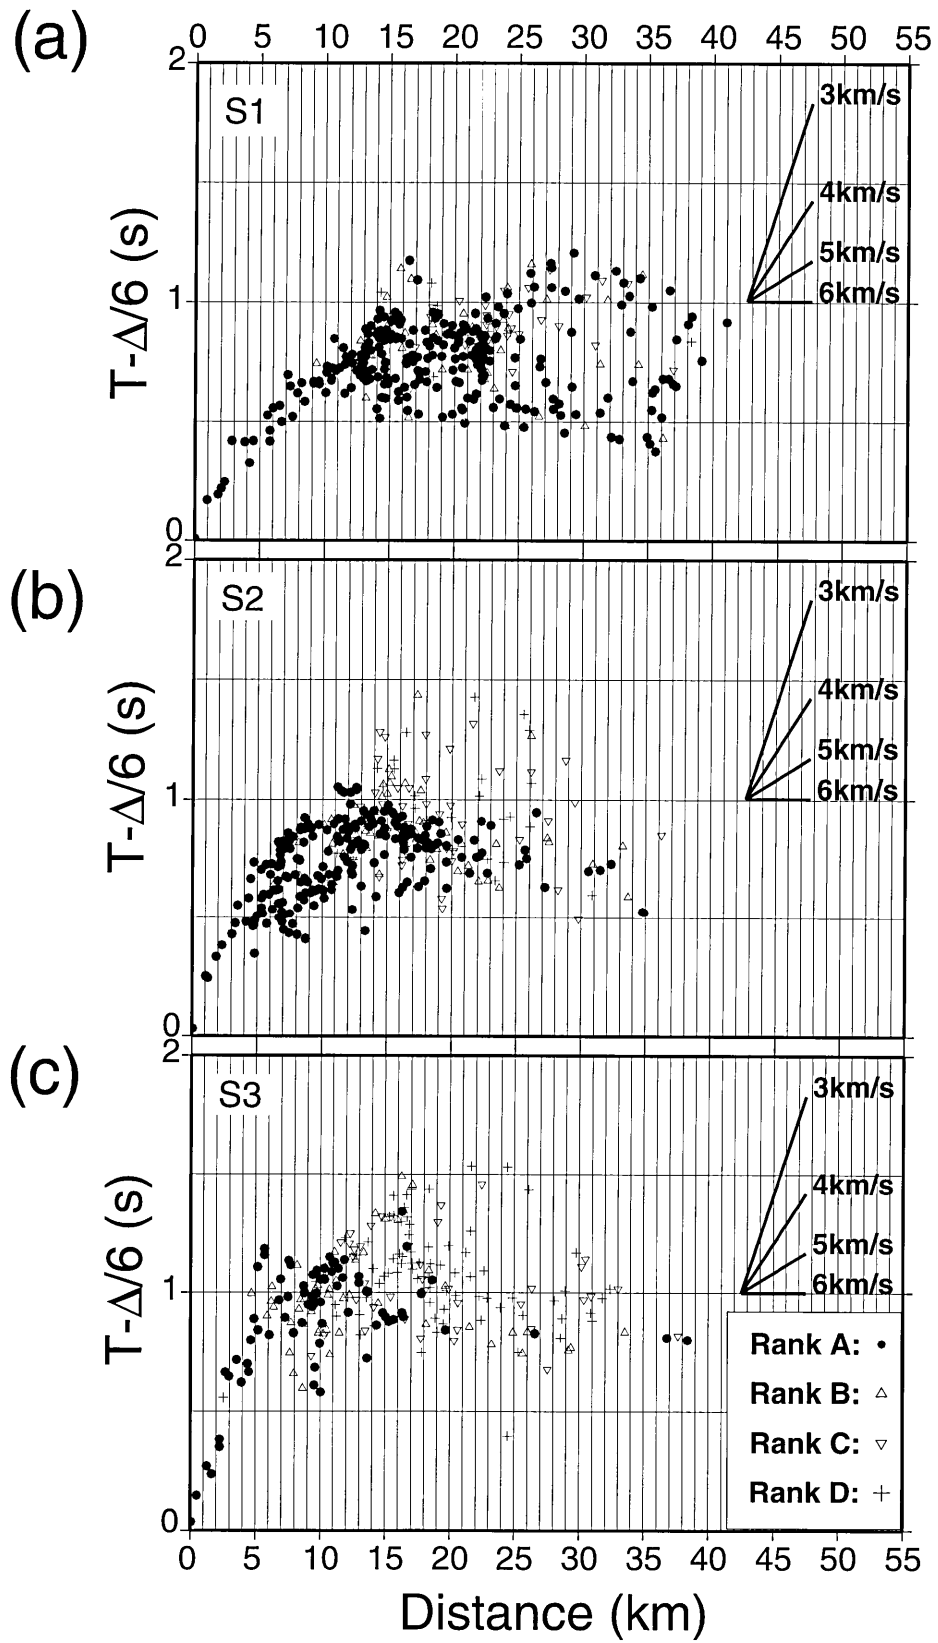 (a)
0 5 10 15 20 25 30 35 40 45 50 55
2
S1
3km/s
4km/s
5km/s
6km/s
1
T-Δ/6 (s)
0
(b)
2
S2
3km/s
4km/s
5km/s
6km/s
1
T-Δ/6 (s)
0
(c)
2
S3
3km/s
4km/s
5km/s
6km/s
1
T-Δ/6 (s)
Rank A: ●
Rank B: △
Rank C: ▽
Rank D: +
0
0 5 10 15 20 25 30 35 40 45 50 55
Distance (km)